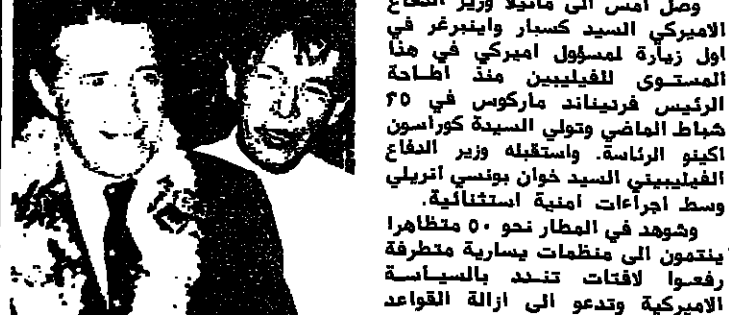 وصل امس الى مانيلا وزير الدفاع
الاميركي السيد كسبار واينبرغر في
اول زيارة لمسؤول اميركي في هذا
المستوى للفيليبين منذ اطاحة
الرئيس فرديناند ماركوس في ٢٥
شباط الماضي وتولي السيدة كوراسون
اكينو الرئاسة. واستقبله وزير الدفاع
الفيليبيني السيد خوان بونسي انريلي
وسط اجراءات امنية استثنائية.
وشوهد في المطار نحو ٥٠ متظاهرا
ينتمون الى منظمات يسارية متطرفة
رفعوا لافتات تندد بالسياسة
الاميركية وتدعو الى ازالة القواعد